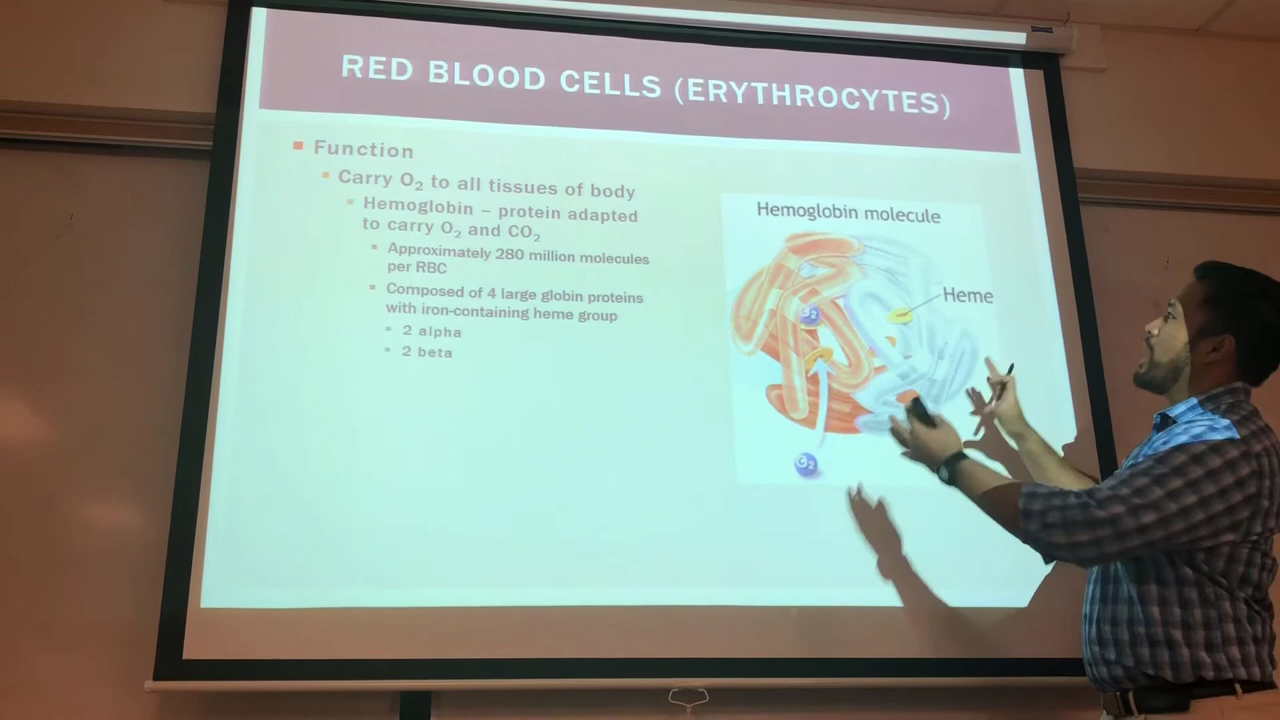 RED BLOOD CELLS (ERYTHROCYTES)
Function
Carry O₂ to all tissues of body
Hemoglobin – protein adapted
to carry O₂ and CO₂
Approximately 280 million molecules
per RBC
Composed of 4 large globin proteins
with iron-containing heme group
2 alpha
2 beta
Hemoglobin molecule
Heme
O₂
O₂